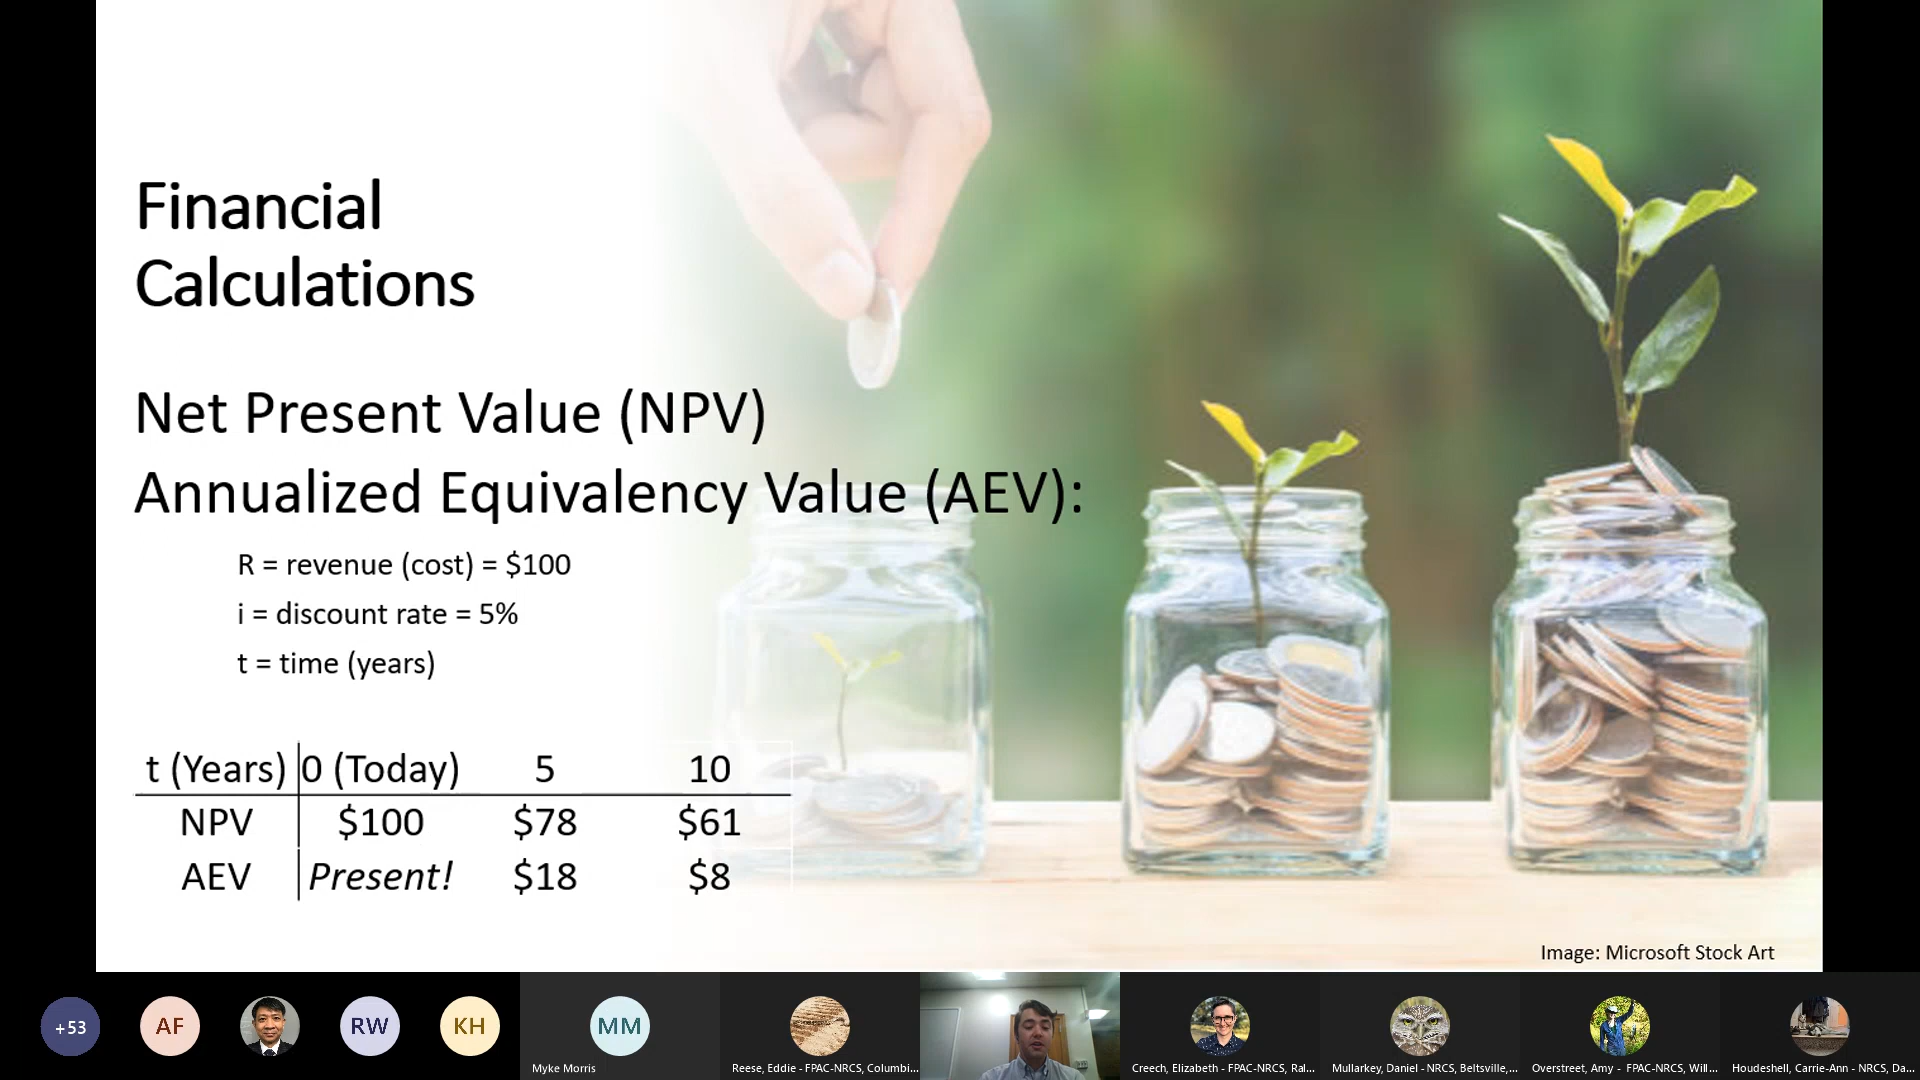 Financial
Calculations
Net Present Value (NPV)
Annualized Equivalency Value (AEV):
R = revenue (cost) = $100
i = discount rate = 5%
t = time (years)
t (Years) 0 (Today) 5 10
NPV $100 $78 $61
AEV Present! $18 $8
Image: Microsoft Stock Art
+53 AF RW KH MM
Myke Morris
Reese, Eddie - FPAC-NRCS, Columbi...
Creech, Elizabeth - FPAC-NRCS, Ral...
Mullarkey, Daniel - NRCS, Beltsville,...
Overstreet, Amy - FPAC-NRCS, Will...
Houdeshell, Carrie-Ann - NRCS, Da...